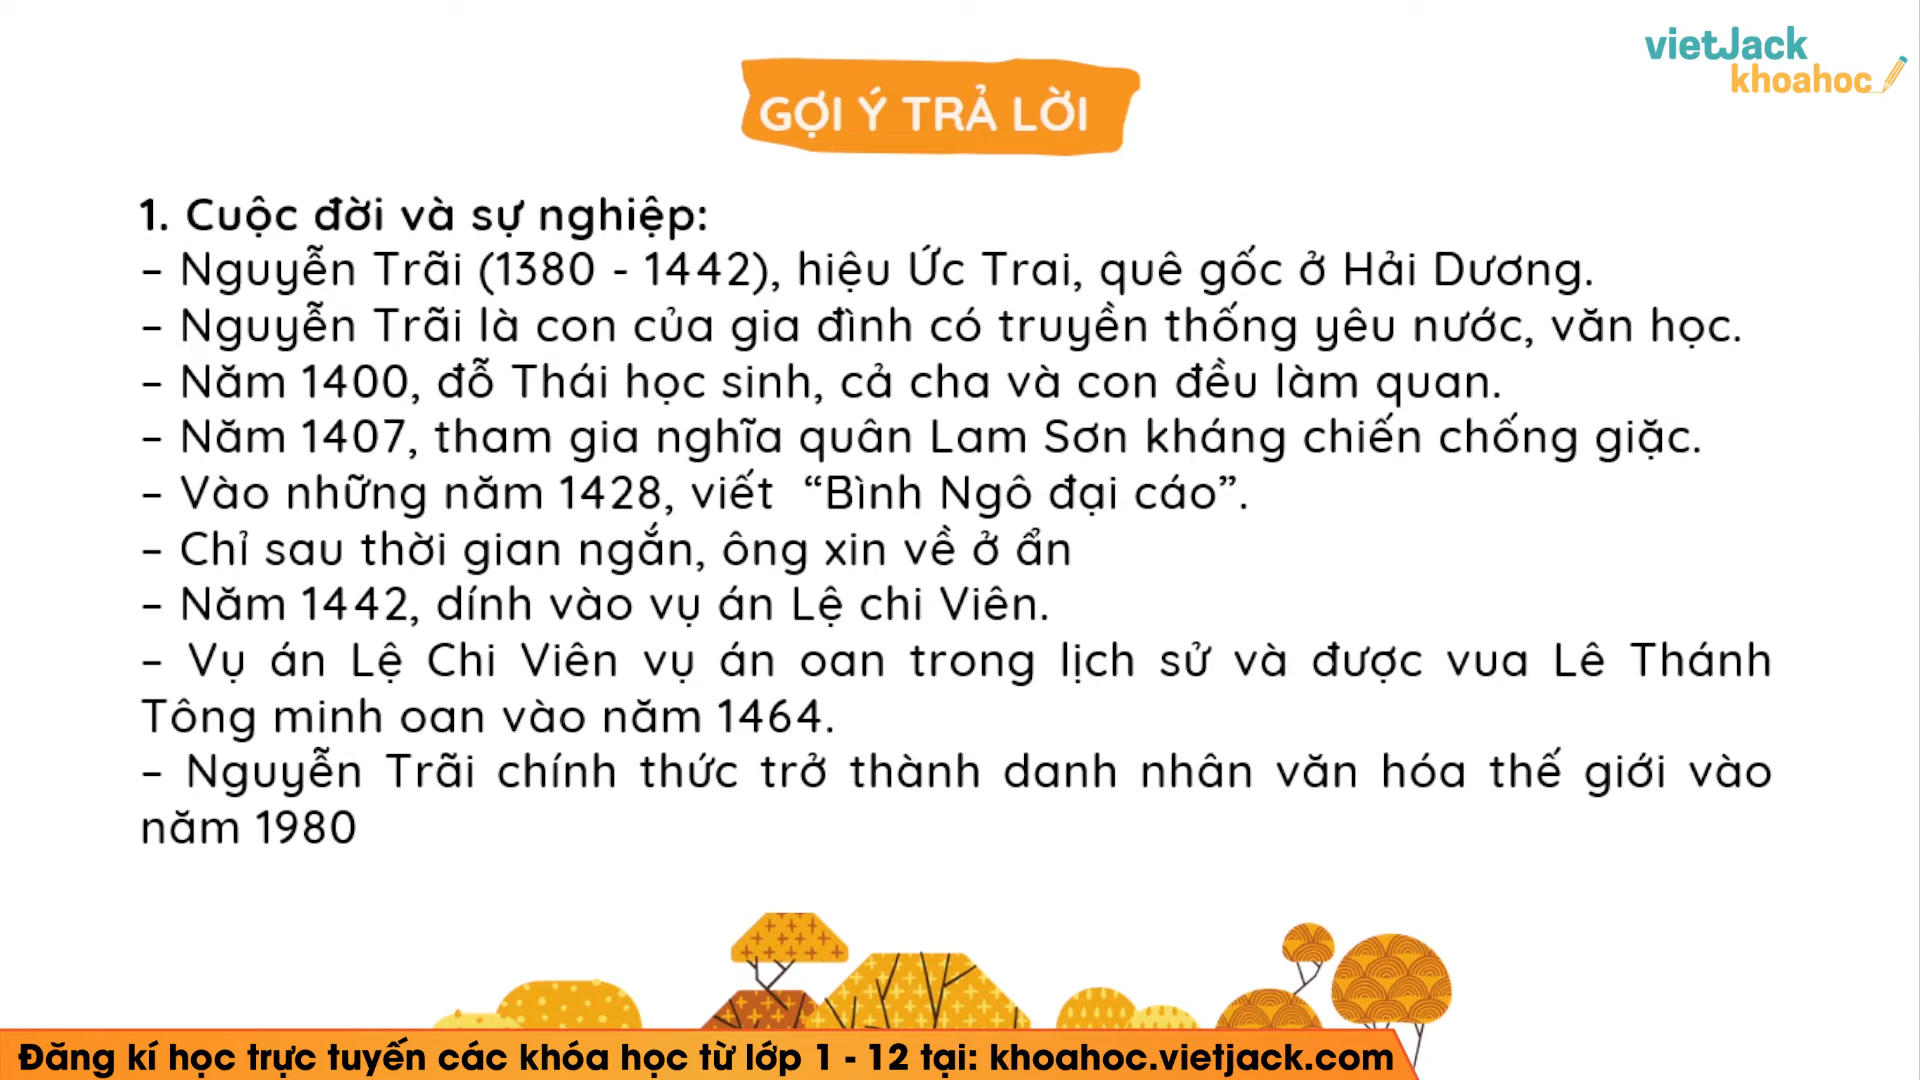 vietJack
khoahoc
GỢI Ý TRẢ LỜI
1. Cuộc đời và sự nghiệp:
– Nguyễn Trãi (1380 - 1442), hiệu Ức Trai, quê gốc ở Hải Dương.
– Nguyễn Trãi là con của gia đình có truyền thống yêu nước, văn học.
– Năm 1400, đỗ Thái học sinh, cả cha và con đều làm quan.
– Năm 1407, tham gia nghĩa quân Lam Sơn kháng chiến chống giặc.
– Vào những năm 1428, viết “Bình Ngô đại cáo”.
– Chỉ sau thời gian ngắn, ông xin về ở ẩn
– Năm 1442, dính vào vụ án Lệ chi Viên.
– Vụ án Lệ Chi Viên vụ án oan trong lịch sử và được vua Lê Thánh
Tông minh oan vào năm 1464.
– Nguyễn Trãi chính thức trở thành danh nhân văn hóa thế giới vào
năm 1980
Đăng kí học trực tuyến các khóa học từ lớp 1 - 12 tại: khoahoc.vietjack.com